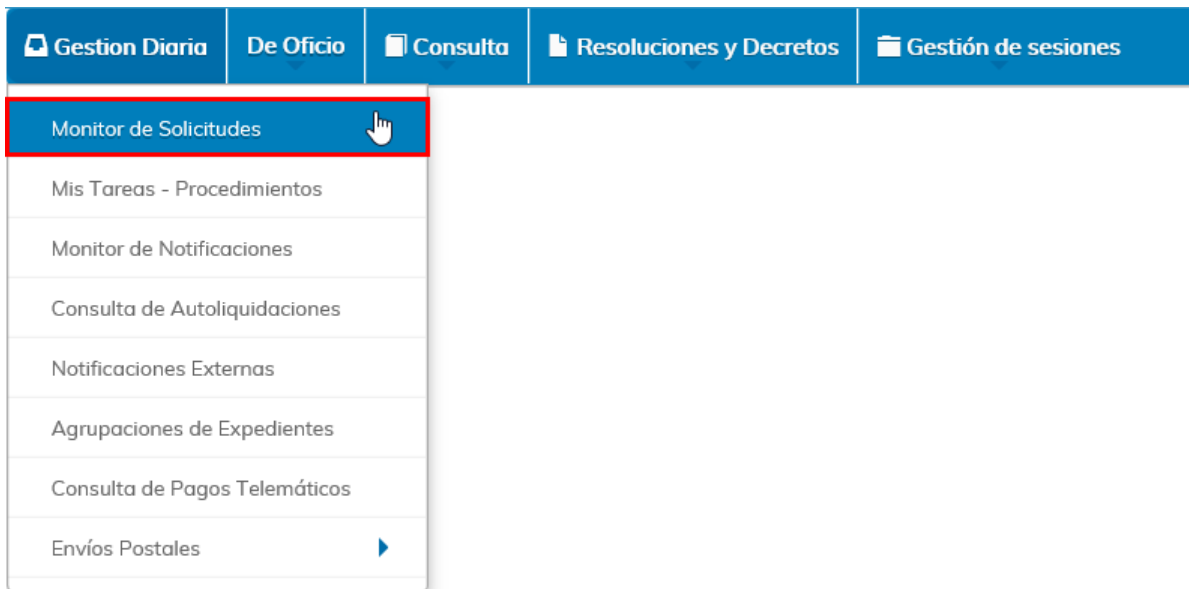 Gestion Diaria De Oficio Consulta Resoluciones y Decretos Gestión de sesiones
Monitor de Solicitudes
Mis Tareas - Procedimientos
Monitor de Notificaciones
Consulta de Autoliquidaciones
Notificaciones Externas
Agrupaciones de Expedientes
Consulta de Pagos Telemáticos
Envíos Postales